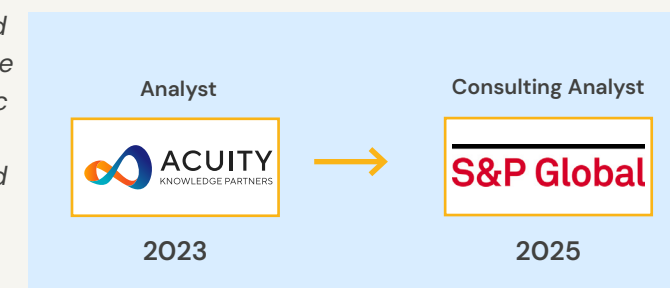 Analyst
ACUITY
KNOWLEDGE PARTNERS
2023
Consulting Analyst
S&P Global
2025